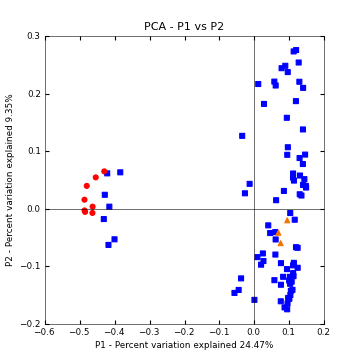 PCA - P1 vs P2
P2 - Percent variation explained 9.35%
0.3
0.2
0.1
0.0
−0.1
−0.2
−0.6 −0.5 −0.4 −0.3 −0.2 −0.1 0.0 0.1 0.2
P1 - Percent variation explained 24.47%